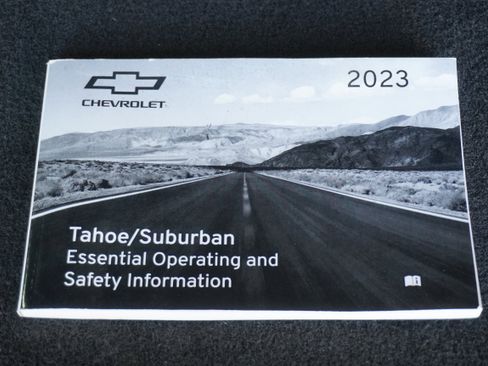 CHEVROLET
2023
Tahoe/Suburban
Essential Operating and
Safety Information